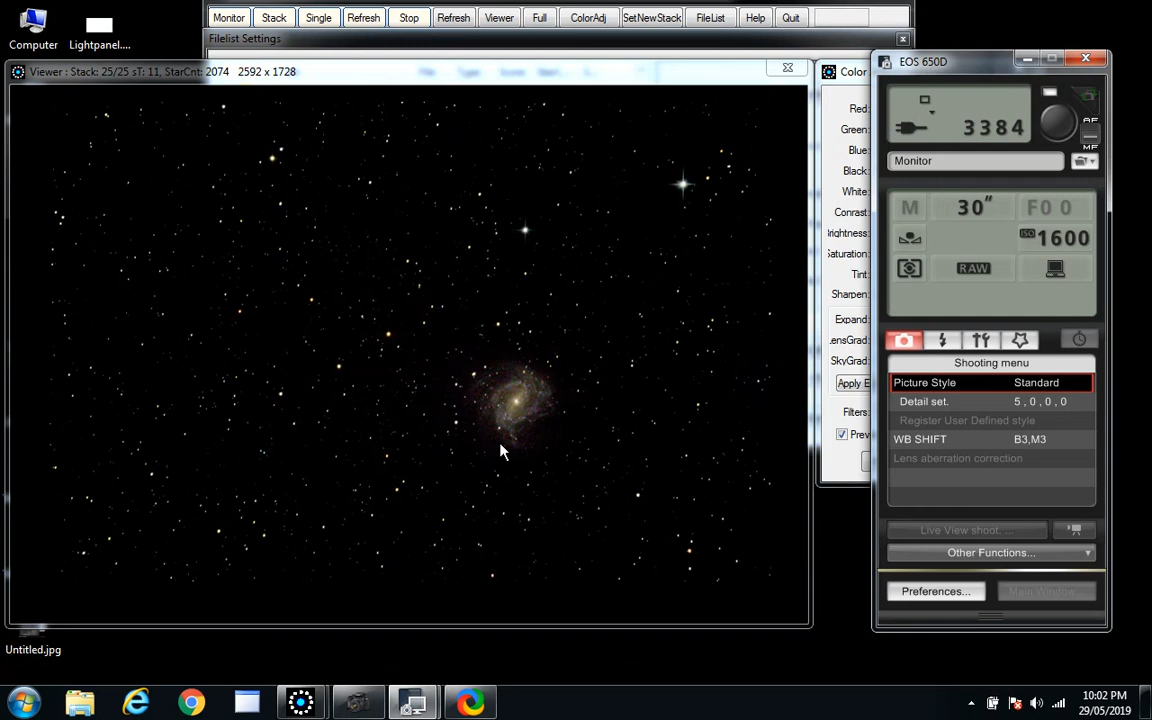 Computer
Lightpanel....
Monitor Stack Single Refresh Stop Refresh Viewer Full ColorAdj SetNewStack FileList Help Quit
Filelist Settings
Viewer : Stack: 25/25 sT: 11, StarCnt: 2074 2592 x 1728
Color
Red:
Green:
Blue:
Black:
White:
Contrast:
Brightness:
Saturation:
Tint:
Sharpen:
Expand:
LensGrad:
SkyGrad:
Apply E
Filters:
Prev
EOS 650D
3384
AF
MF
Monitor
M 30" F0 0
ISO 1600
RAW
Shooting menu
Picture Style Standard
Detail set. 5 , 0 , 0 , 0
Register User Defined style
WB SHIFT B3,M3
Lens aberration correction
Live View shoot. ...
Other Functions...
Preferences... Main Window...
Untitled.jpg
10:02 PM
29/05/2019